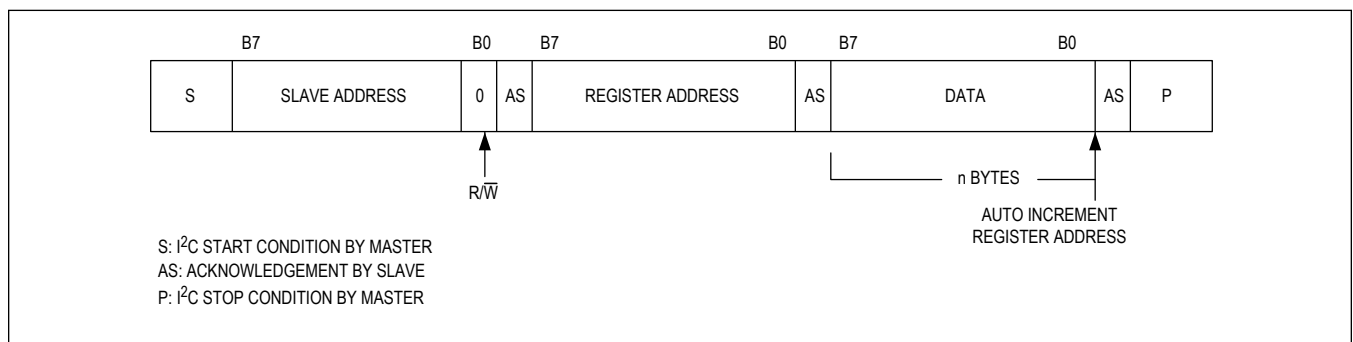 B7 B0 B7 B0 B7 B0
S SLAVE ADDRESS 0 AS REGISTER ADDRESS AS DATA AS P
R/W̅ n BYTES
AUTO INCREMENT
REGISTER ADDRESS
S: I²C START CONDITION BY MASTER
AS: ACKNOWLEDGEMENT BY SLAVE
P: I²C STOP CONDITION BY MASTER